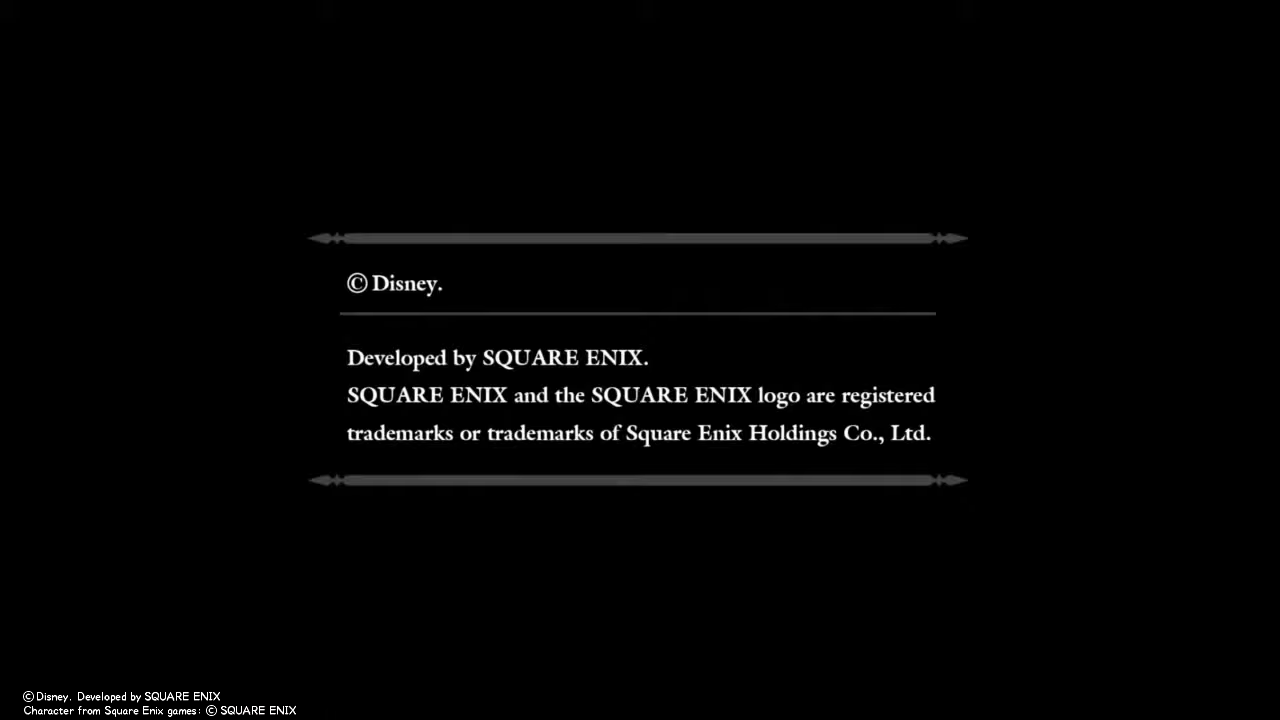 © Disney.
Developed by SQUARE ENIX.
SQUARE ENIX and the SQUARE ENIX logo are registered
trademarks or trademarks of Square Enix Holdings Co., Ltd.
© Disney. Developed by SQUARE ENIX
Character from Square Enix games: © SQUARE ENIX